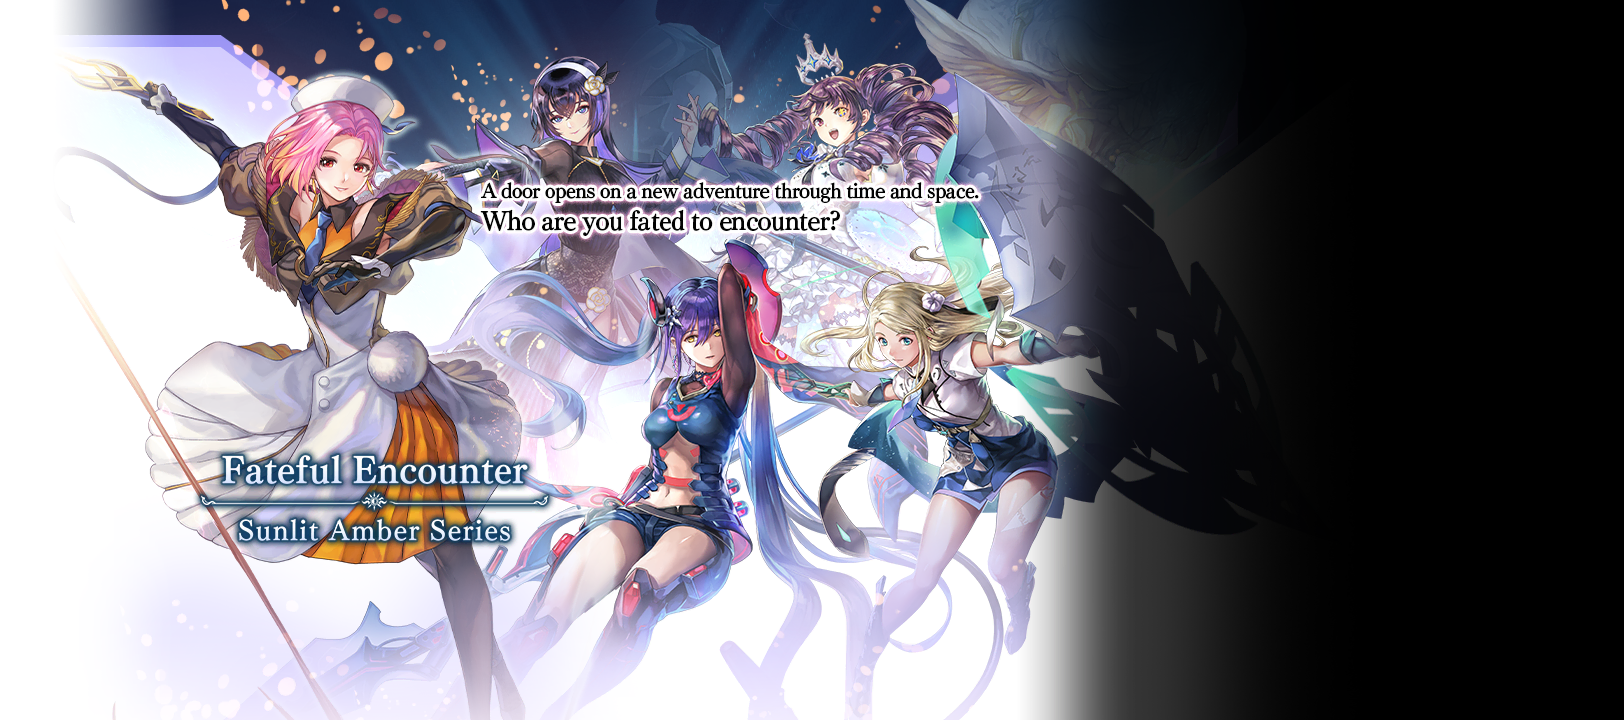 A door opens on a new adventure through time and space.
Who are you fated to encounter?
Fateful Encounter
Sunlit Amber Series